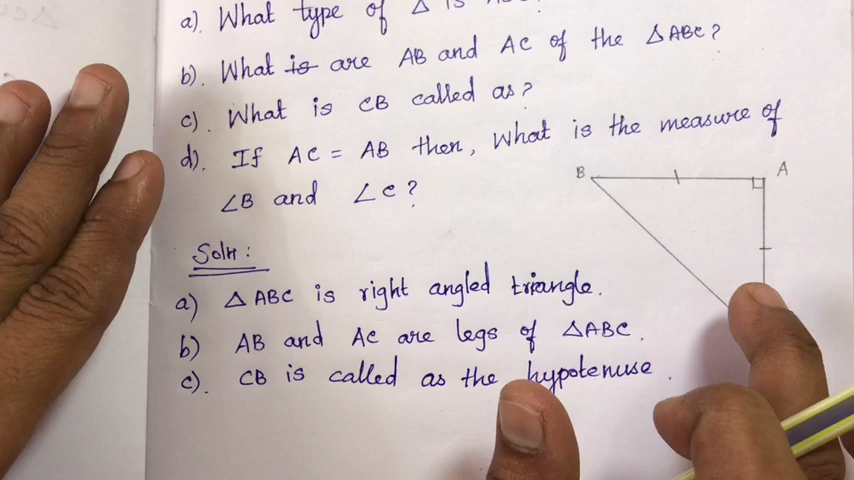 a). What type of Δ is
b). What is are AB and AC of the ΔABC?
c). What is CB called as?
d). If AC = AB then, What is the measure of
∠B and ∠C?
B
A
Soln:
a) Δ ABC is right angled triangle.
b) AB and AC are legs of ΔABC.
c). CB is called as the hypotenuse.